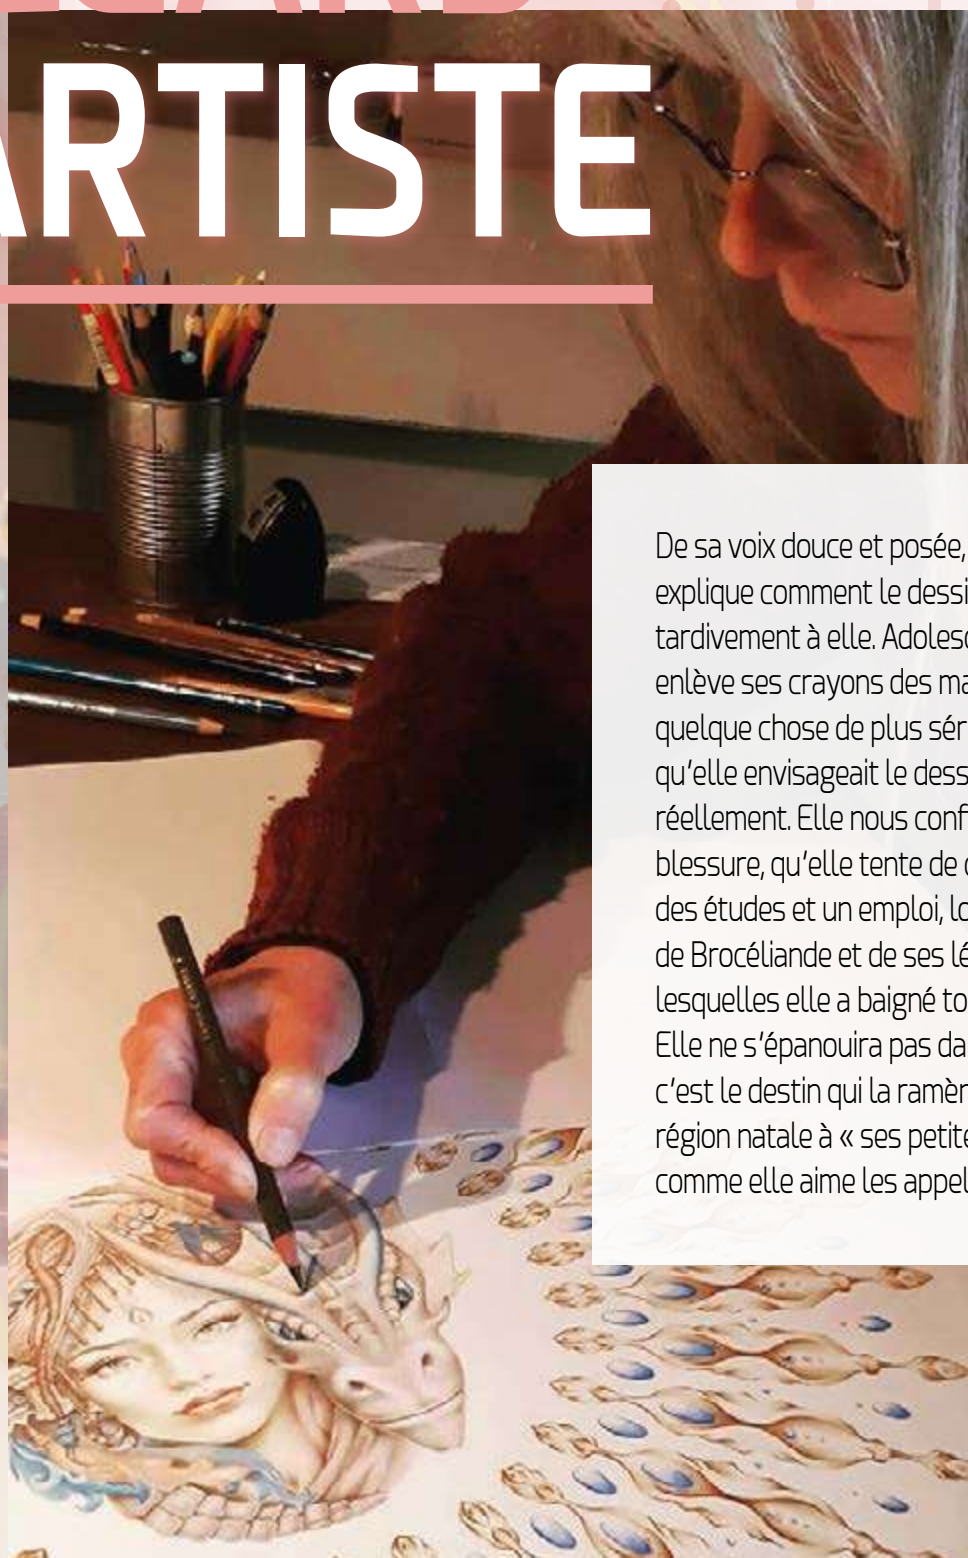 ARTISTE
De sa voix douce et posée,
explique comment le dessi
tardivement à elle. Adolesc
enlève ses crayons des ma
quelque chose de plus sér
qu'elle envisageait le dess
réellement. Elle nous conf
blessure, qu'elle tente de
des études et un emploi, lo
de Brocéliande et de ses lé
lesquelles elle a baigné to
Elle ne s'épanouira pas da
c'est le destin qui la ramèn
région natale à « ses petite
comme elle aime les appel